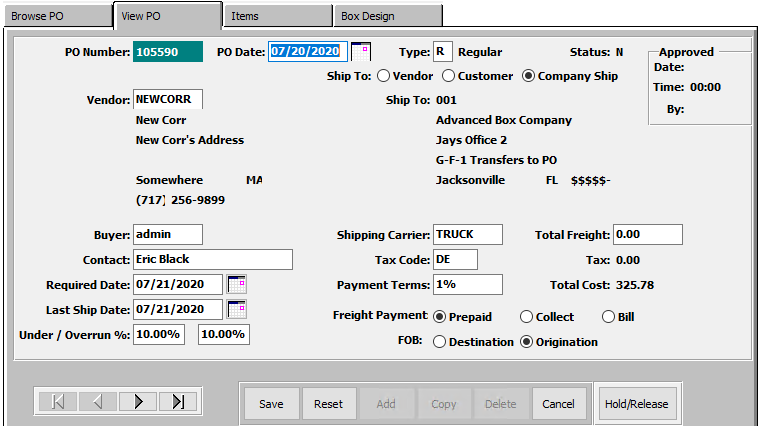 Browse PO View PO Items Box Design
PO Number: 105590 PO Date: 07/20/2020 Type: R Regular Status: N Approved
Date:
Ship To: Vendor Customer Company Ship
Time: 00:00
Vendor: NEWCORR Ship To: 001
By:
New Corr Advanced Box Company
New Corr's Address Jays Office 2
G-F-1 Transfers to PO
Somewhere MA Jacksonville FL $$$$$-
(717) 256-9899
Buyer: admin Shipping Carrier: TRUCK Total Freight: 0.00
Contact: Eric Black Tax Code: DE Tax: 0.00
Required Date: 07/21/2020 Payment Terms: 1% Total Cost: 325.78
Last Ship Date: 07/21/2020 Freight Payment Prepaid Collect Bill
Under / Overrun %: 10.00% 10.00% FOB: Destination Origination
Save Reset Add Copy Delete Cancel Hold/Release